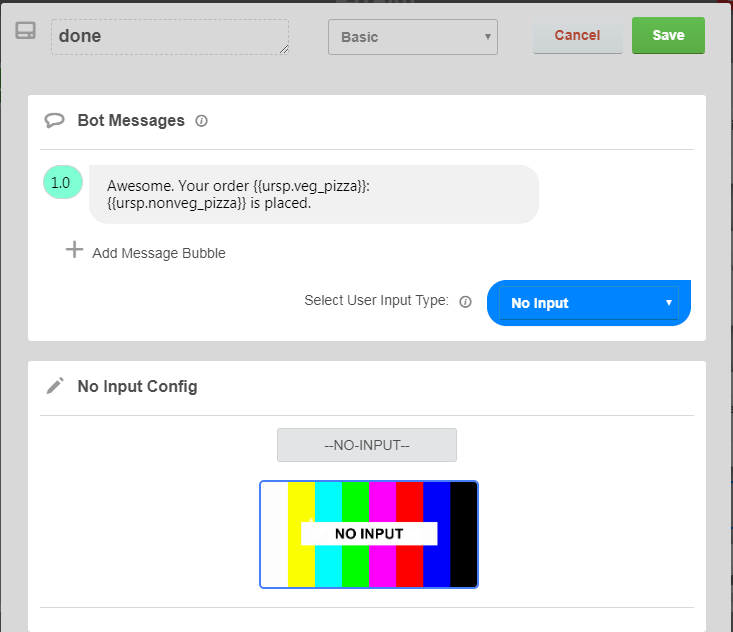 done
Basic
Cancel
Save
Bot Messages
1.0
Awesome. Your order {{ursp.veg_pizza}}:
{{ursp.nonveg_pizza}} is placed.
Add Message Bubble
Select User Input Type:
No Input
No Input Config
--NO-INPUT--
NO INPUT